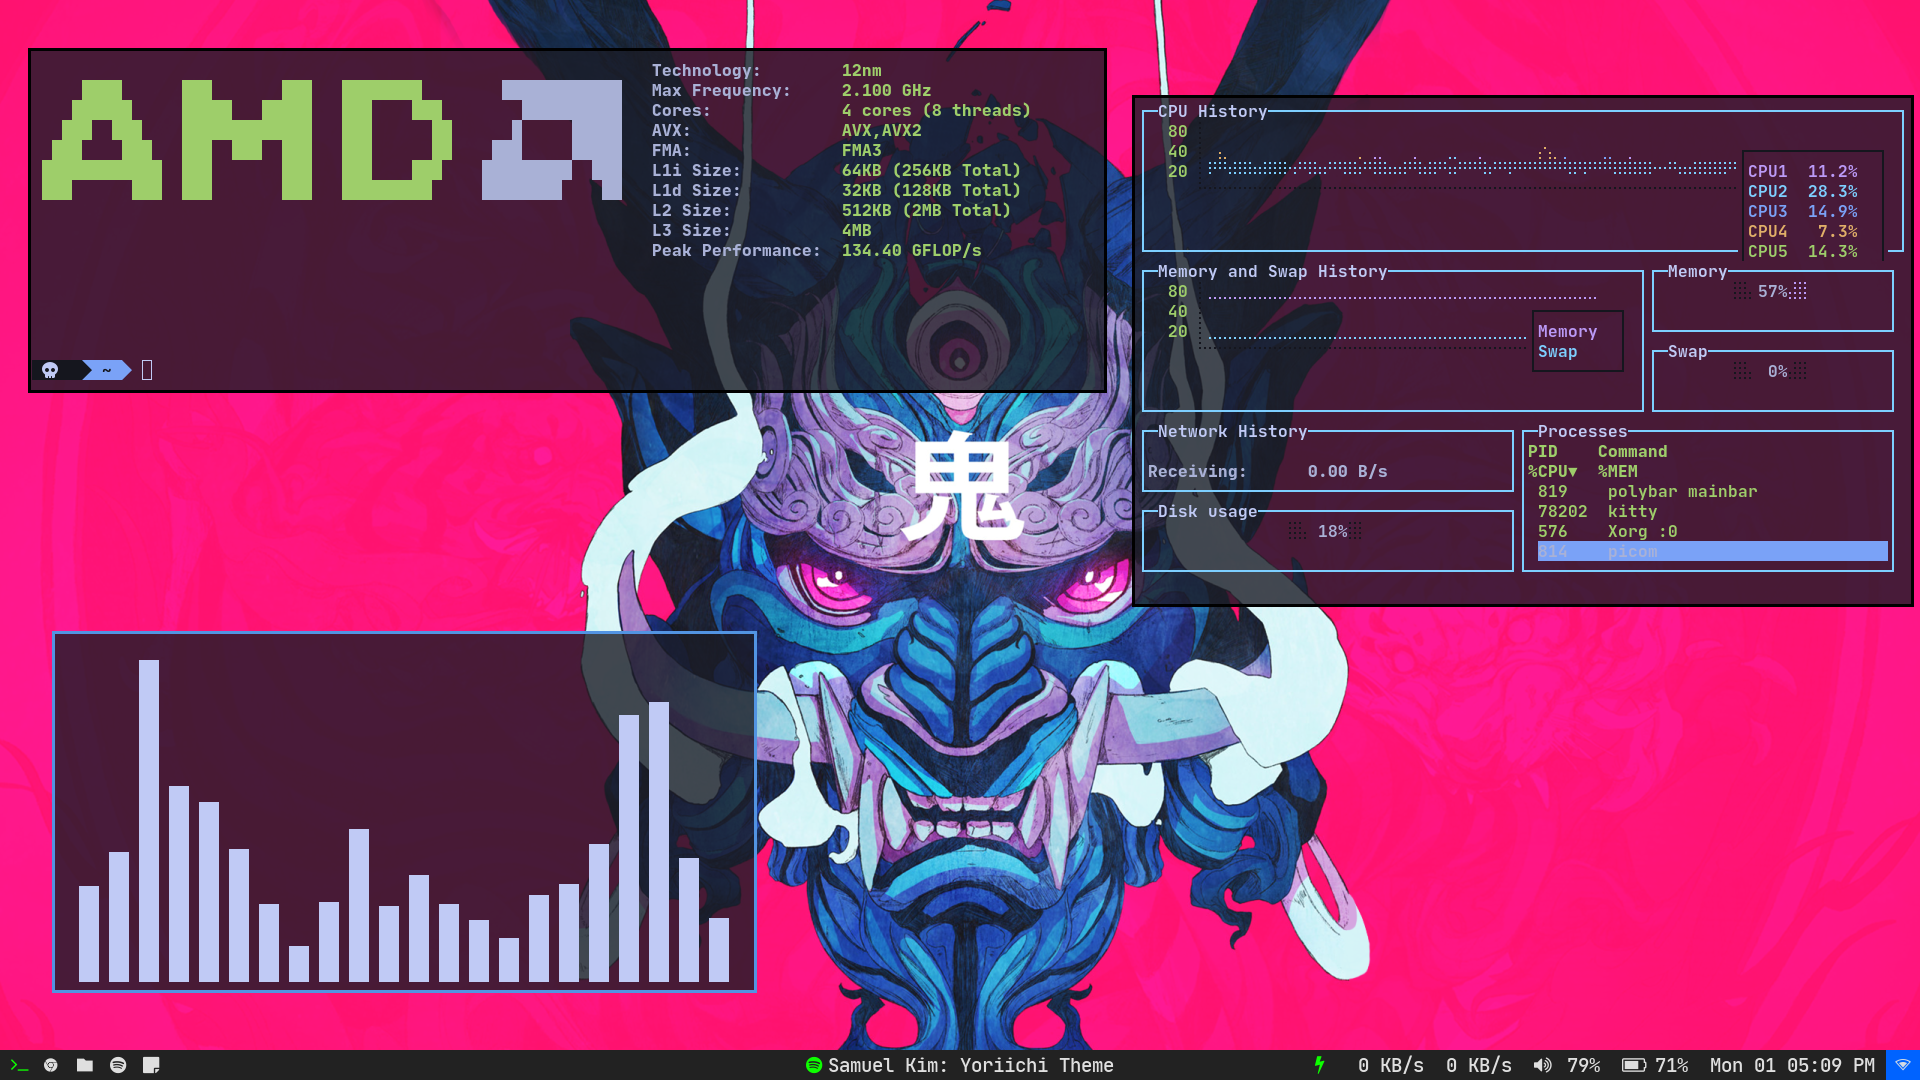 AMD
Technology: 12nm
Max Frequency: 2.100 GHz
Cores: 4 cores (8 threads)
AVX: AVX,AVX2
FMA: FMA3
L1i Size: 64KB (256KB Total)
L1d Size: 32KB (128KB Total)
L2 Size: 512KB (2MB Total)
L3 Size: 4MB
Peak Performance: 134.40 GFLOP/s
~
CPU History
80
40
20
CPU1 11.2%
CPU2 28.3%
CPU3 14.9%
CPU4 7.3%
CPU5 14.3%
Memory and Swap History
80
40
20
Memory
Swap
Memory
57%
Swap
0%
Network History
Receiving: 0.00 B/s
Disk usage
18%
Processes
PID Command
%CPU▼ %MEM
819 polybar mainbar
78202 kitty
576 Xorg :0
814 picom
鬼
>_
Samuel Kim: Yoriichi Theme
0 KB/s 0 KB/s 79% 71% Mon 01 05:09 PM